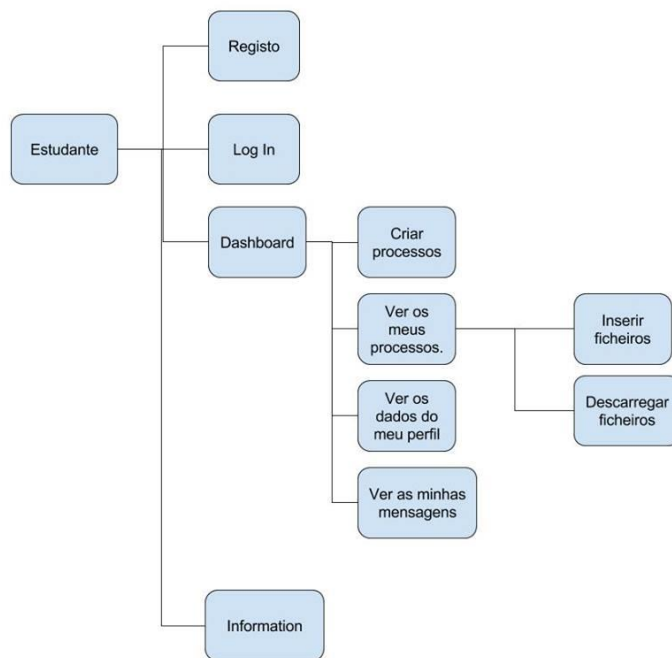 Registo
Estudante
Log In
Dashboard
Criar
processos
Ver os
meus
processos.
Inserir
ficheiros
Descarregar
ficheiros
Ver os
dados do
meu perfil
Ver as minhas
mensagens
Information